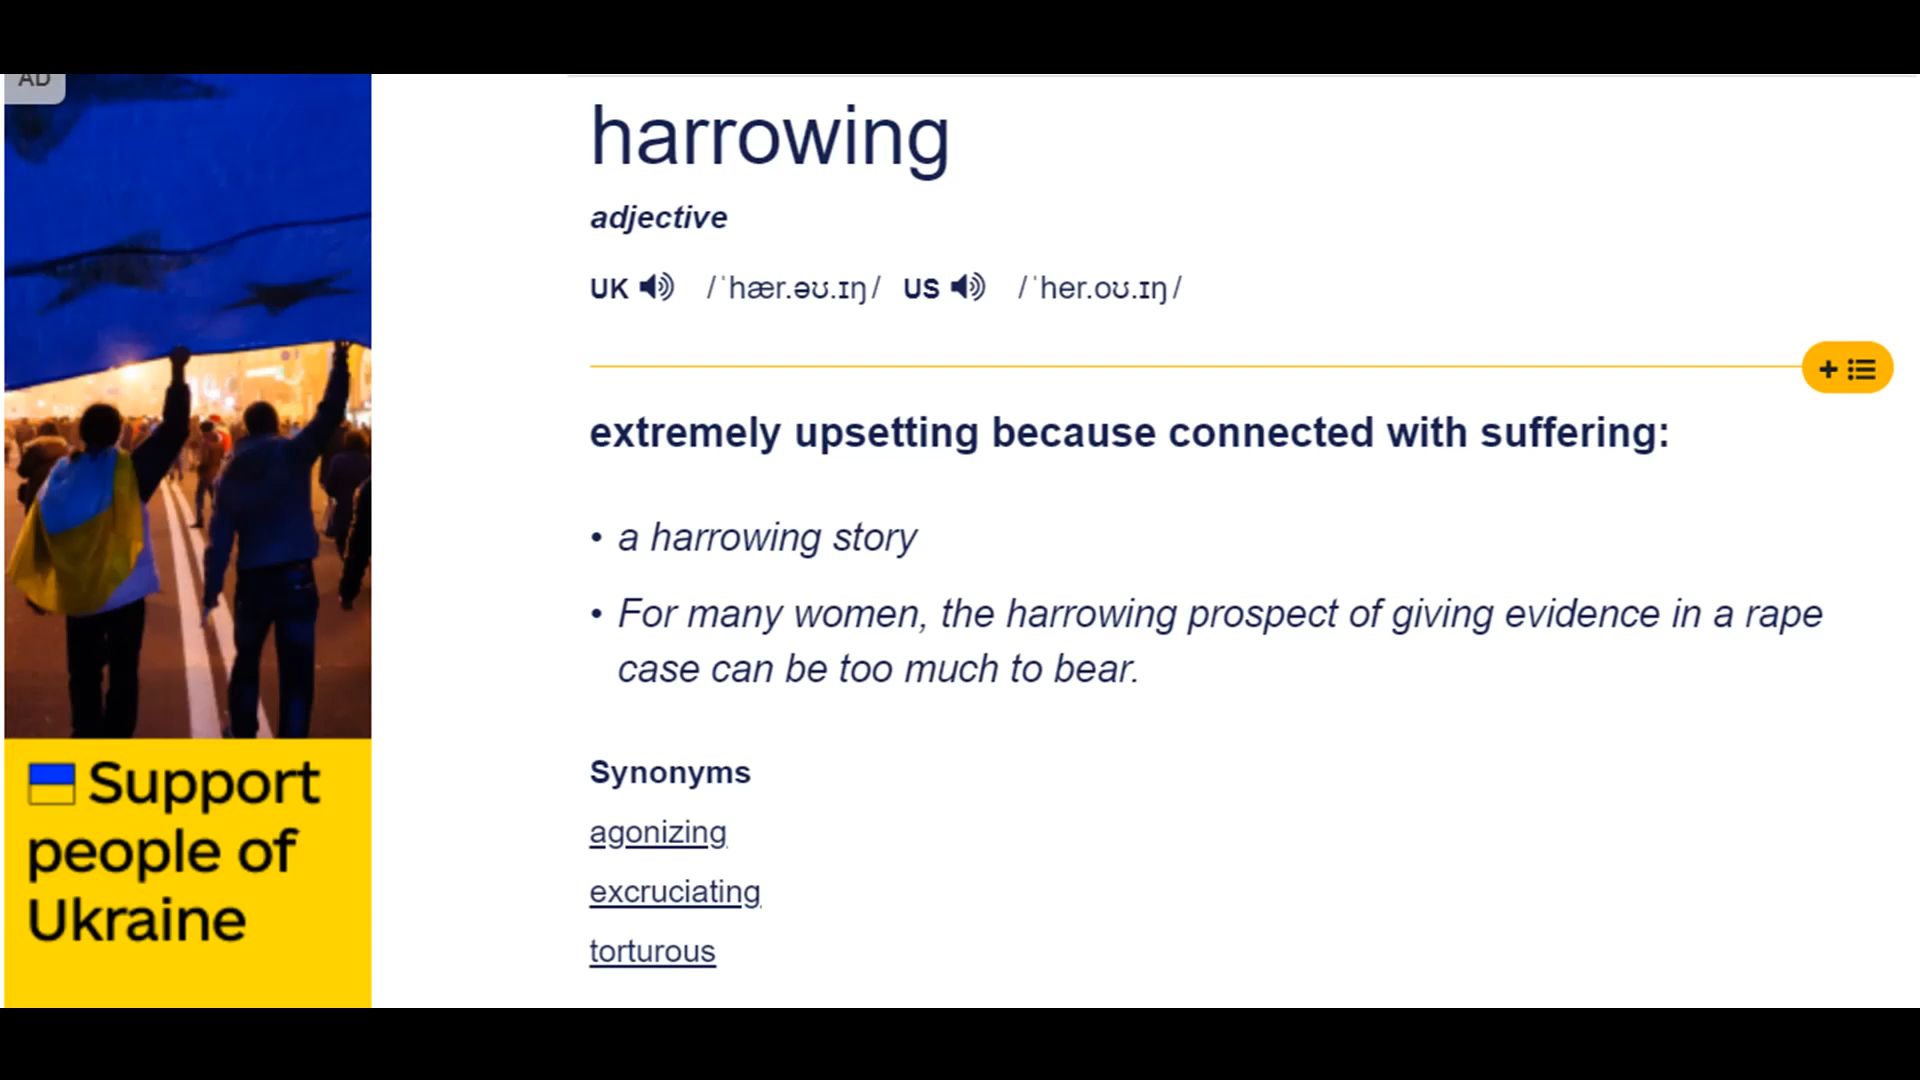 AD
harrowing
adjective
UK /ˈhær.əʊ.ɪŋ/ US /ˈher.oʊ.ɪŋ/
extremely upsetting because connected with suffering:
• a harrowing story
• For many women, the harrowing prospect of giving evidence in a rape
case can be too much to bear.
Synonyms
agonizing
excruciating
torturous
Support
people of
Ukraine